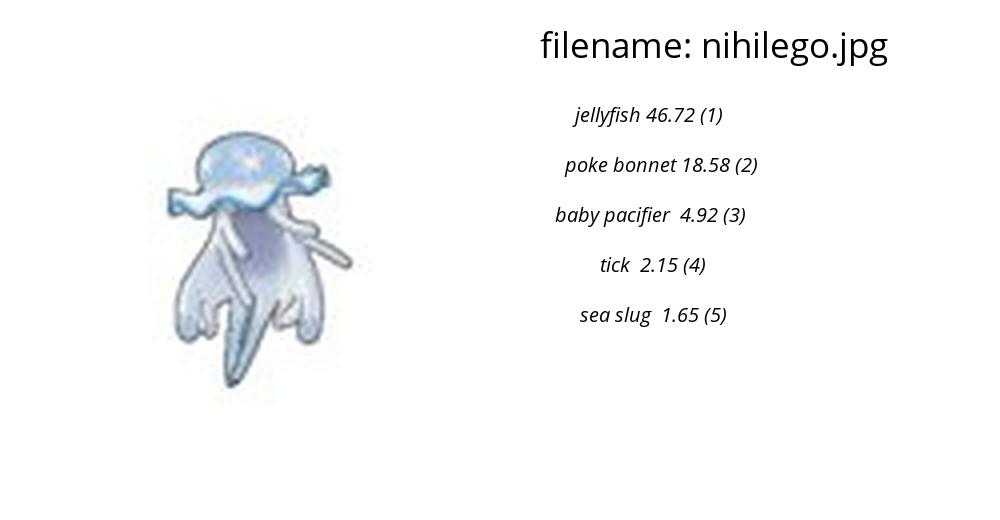 filename: nihilego.jpg
jellyfish 46.72 (1)
poke bonnet 18.58 (2)
baby pacifier 4.92 (3)
tick 2.15 (4)
sea slug 1.65 (5)